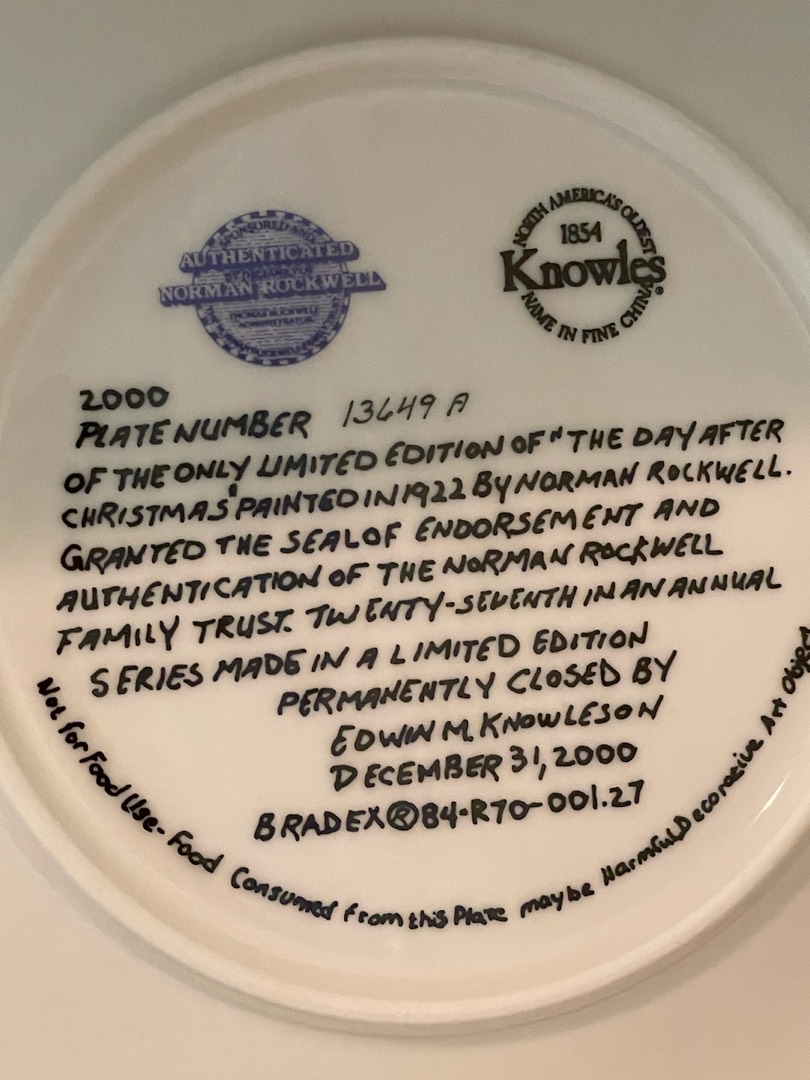 SPONSORED AND
AUTHENTICATED
NORMAN ROCKWELL
NORTH AMERICA'S OLDEST
1854
Knowles®
NAME IN FINE CHINA
2000
PLATE NUMBER 13649 A
OF THE ONLY LIMITED EDITION OF "THE DAY AFTER
CHRISTMAS" PAINTED IN 1922 BY NORMAN ROCKWELL.
GRANTED THE SEAL OF ENDORSEMENT AND
AUTHENTICATION OF THE NORMAN ROCKWELL
FAMILY TRUST. TWENTY-SEVENTH IN AN ANNUAL
SERIES MADE IN A LIMITED EDITION
PERMANENTLY CLOSED BY
EDWIN M. KNOWLES ON
DECEMBER 31, 2000
BRADEX® 84-R70-001.27
Not for Food Use - Food Consumed from this Plate may be Harmful. Decorative Art Object